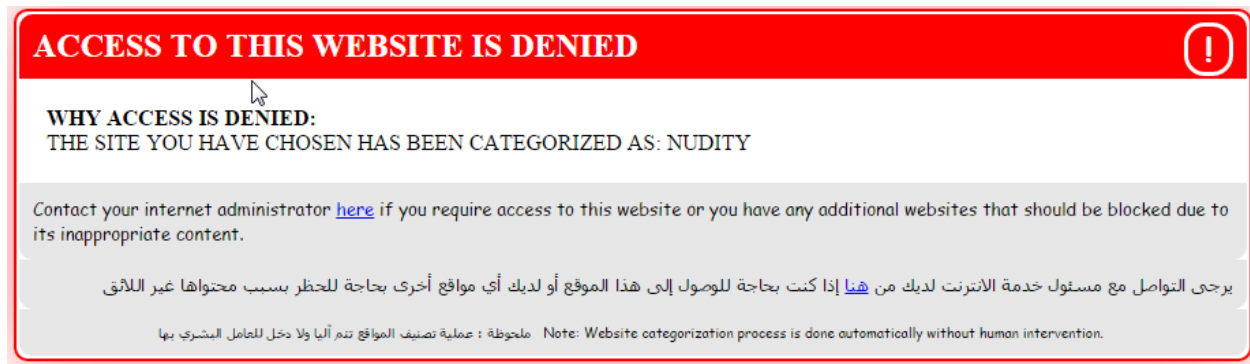 ACCESS TO THIS WEBSITE IS DENIED
!
WHY ACCESS IS DENIED:
THE SITE YOU HAVE CHOSEN HAS BEEN CATEGORIZED AS: NUDITY
Contact your internet administrator here if you require access to this website or you have any additional websites that should be blocked due to
its inappropriate content.
يرجى التواصل مع مسئول خدمة الانترنت لديك من هنا إذا كنت بحاجة للوصول إلى هذا الموقع أو لديك أي مواقع أخرى بحاجة للحظر بسبب محتواها غير اللائق
ملحوظة : عملية تصنيف المواقع تتم آليا ولا دخل للعامل البشري بها Note: Website categorization process is done automatically without human intervention.